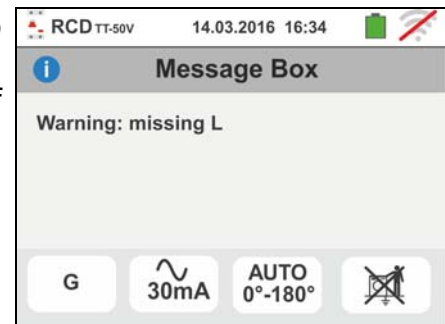 RCD TT-50V 14.03.2016 16:34
i Message Box
Warning: missing L
G 30mA AUTO
0°-180°